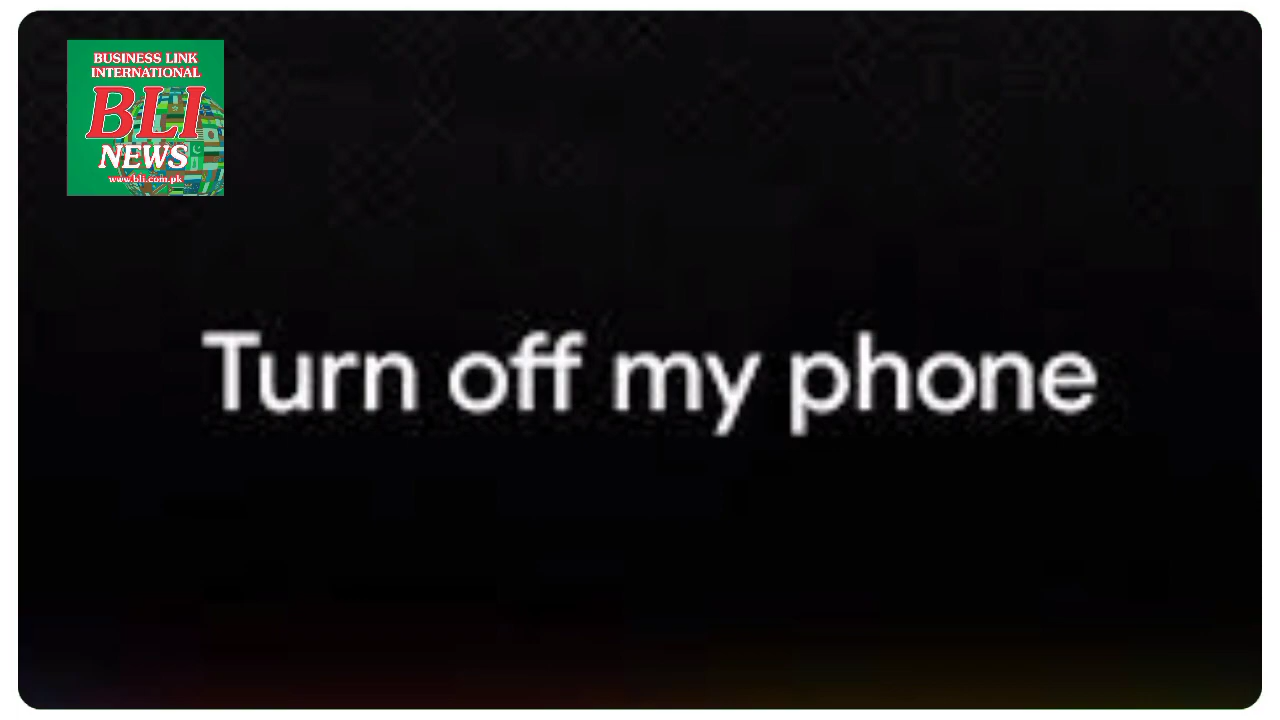 BUSINESS LINK
INTERNATIONAL
BLI
NEWS
www.bli.com.pk
Turn off my phone